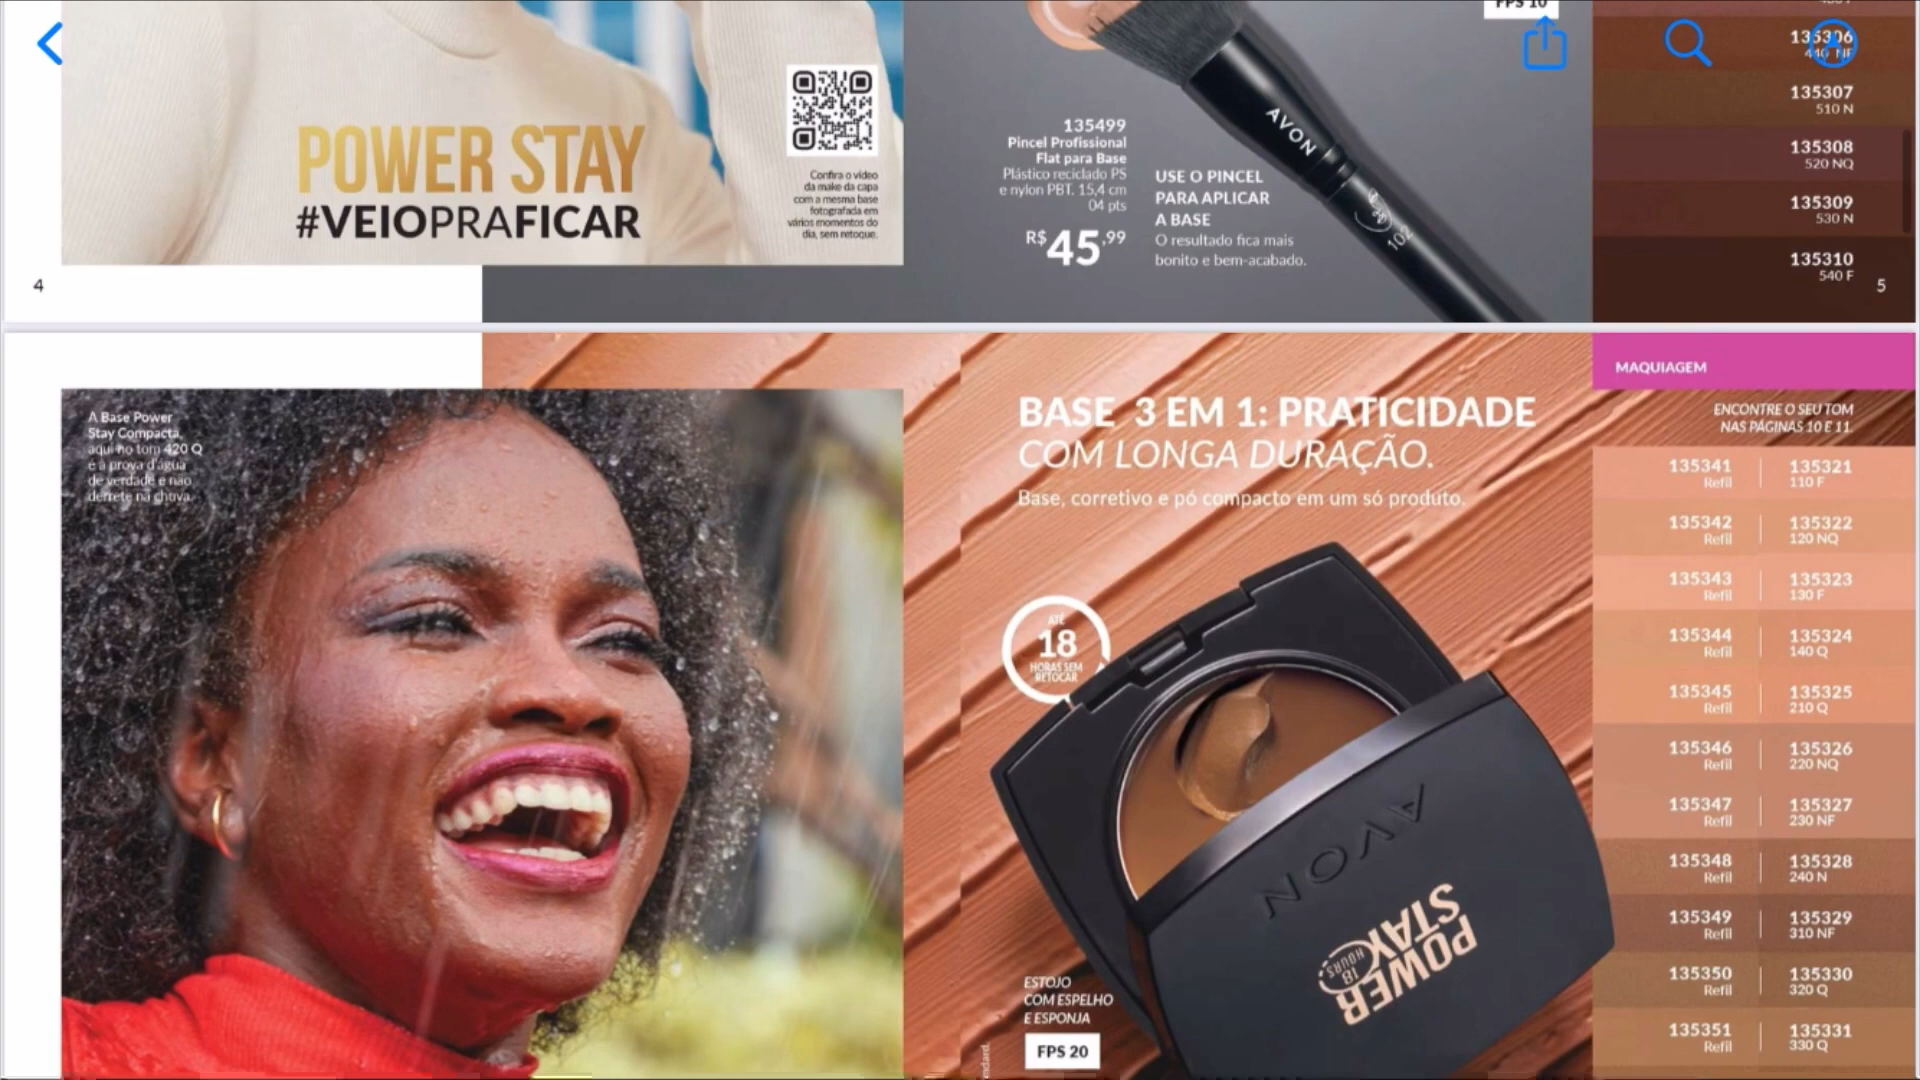 POWER STAY
#VEIOPRAFICAR
Confira o vídeo
da make da capa
com a mesma base
fotografada em
vários momentos do
dia, sem retoque.
4
FPS 10
135499
Pincel Profissional
Flat para Base
Plástico reciclado PS
e nylon PBT. 15,4 cm
04 pts
R$45,99
USE O PINCEL
PARA APLICAR
A BASE
O resultado fica mais
bonito e bem-acabado.
AVON
102
135306
440 NF
135307
510 N
135308
520 NQ
135309
530 N
135310
540 F
5
A Base Power
Stay Compacta,
aqui no tom 420 Q
é à prova d'água
de verdade e não
derrete na chuva.
BASE 3 EM 1: PRATICIDADE
COM LONGA DURAÇÃO.
Base, corretivo e pó compacto em um só produto.
ATÉ
18
HORAS SEM
RETOCAR
AVON
POWER
STAY
18
HOURS
ESTOJO
COM ESPELHO
E ESPONJA
FPS 20
MAQUIAGEM
ENCONTRE O SEU TOM
NAS PÁGINAS 10 E 11.
135341 | 135321
Refil 110 F
135342 | 135322
Refil 120 NQ
135343 | 135323
Refil 130 F
135344 | 135324
Refil 140 Q
135345 | 135325
Refil 210 Q
135346 | 135326
Refil 220 NQ
135347 | 135327
Refil 230 NF
135348 | 135328
Refil 240 N
135349 | 135329
Refil 310 NF
135350 | 135330
Refil 320 Q
135351 | 135331
Refil 330 Q